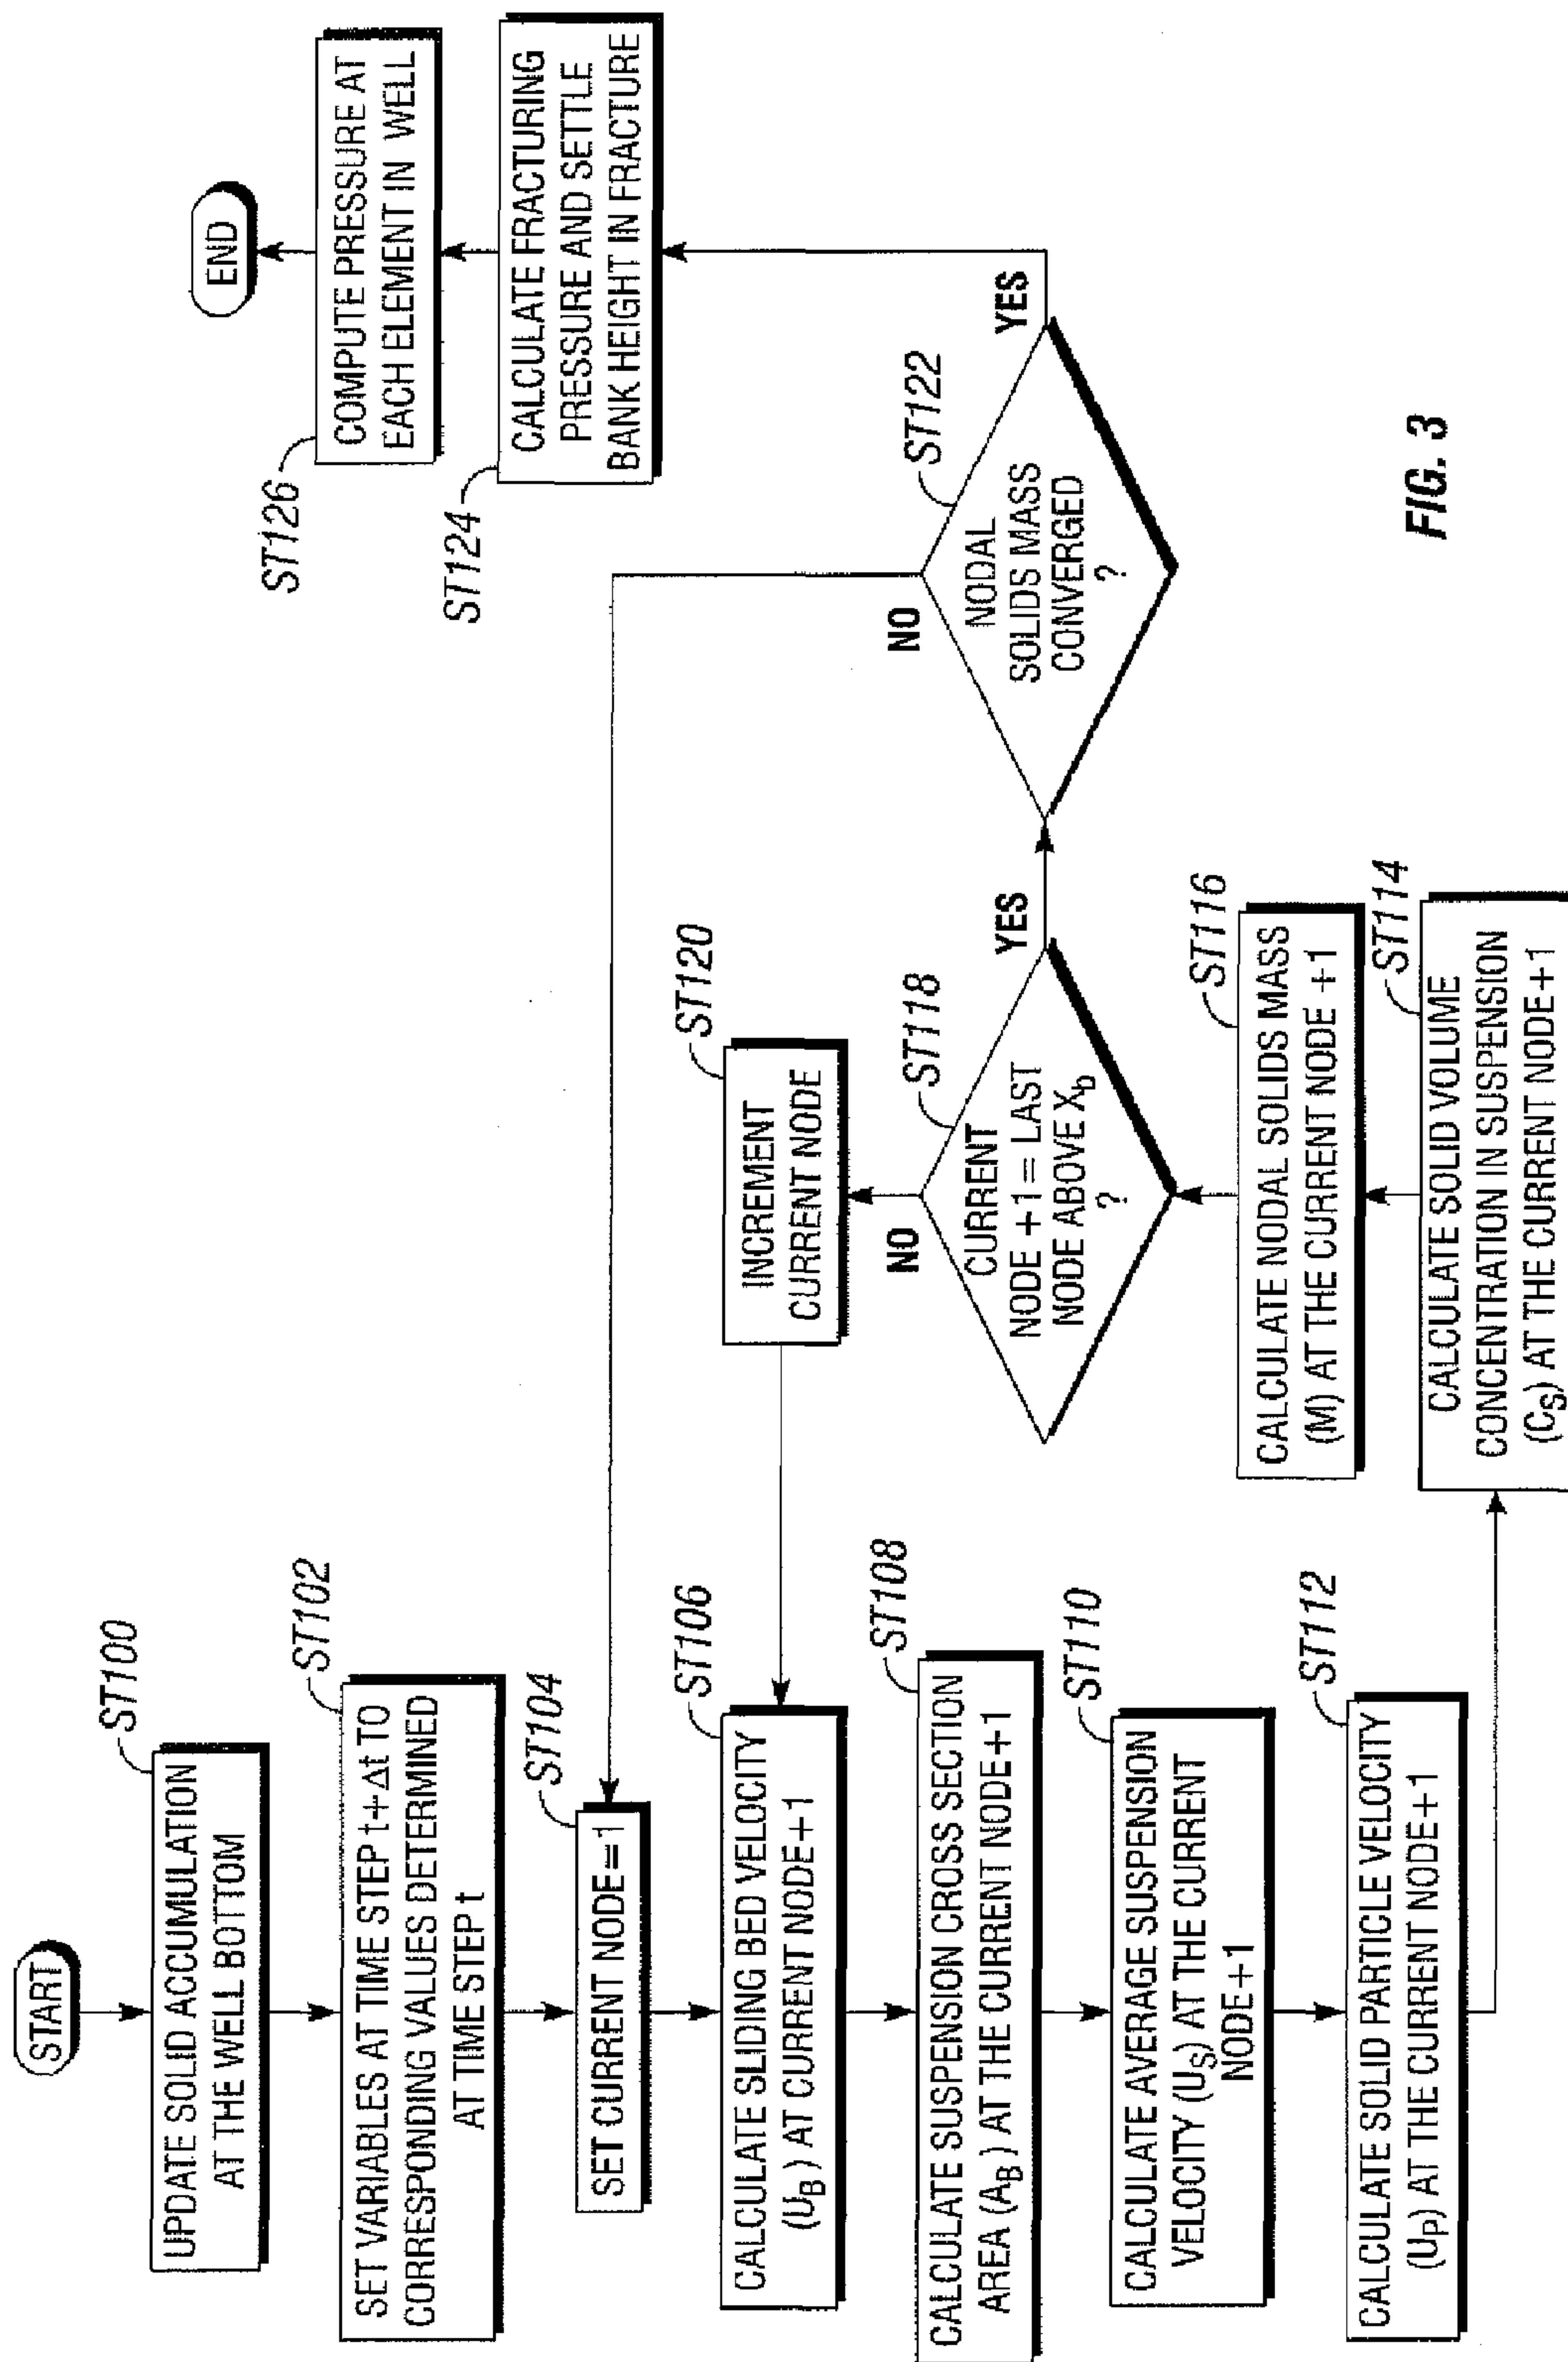 START
ST100
UPDATE SOLID ACCUMULATION
AT THE WELL BOTTOM
ST102
SET VARIABLES AT TIME STEP t+Δt TO
CORRESPONDING VALUES DETERMINED
AT TIME STEP t
ST104
SET CURRENT NODE=1
ST106
CALCULATE SLIDING BED VELOCITY
(UB) AT CURRENT NODE+1
ST108
CALCULATE SUSPENSION CROSS SECTION
AREA (AB) AT THE CURRENT NODE+1
ST110
CALCULATE AVERAGE SUSPENSION
VELOCITY (US) AT THE CURRENT
NODE+1
ST112
CALCULATE SOLID PARTICLE VELOCITY
(UP) AT THE CURRENT NODE+1
ST114
CALCULATE SOLID VOLUME
CONCENTRATION IN SUSPENSION
(CS) AT THE CURRENT NODE+1
ST116
CALCULATE NODAL SOLIDS MASS
(M) AT THE CURRENT NODE +1
ST118
CURRENT
NODE +1= LAST
NODE ABOVE Xb
?
NO
YES
ST120
INCREMENT
CURRENT NODE
ST122
NODAL
SOLIDS MASS
CONVERGED
?
NO
YES
ST124
CALCULATE FRACTURING
PRESSURE AND SETTLE
BANK HEIGHT IN FRACTURE
ST126
COMPUTE PRESSURE AT
EACH ELEMENT IN WELL
END
FIG. 3